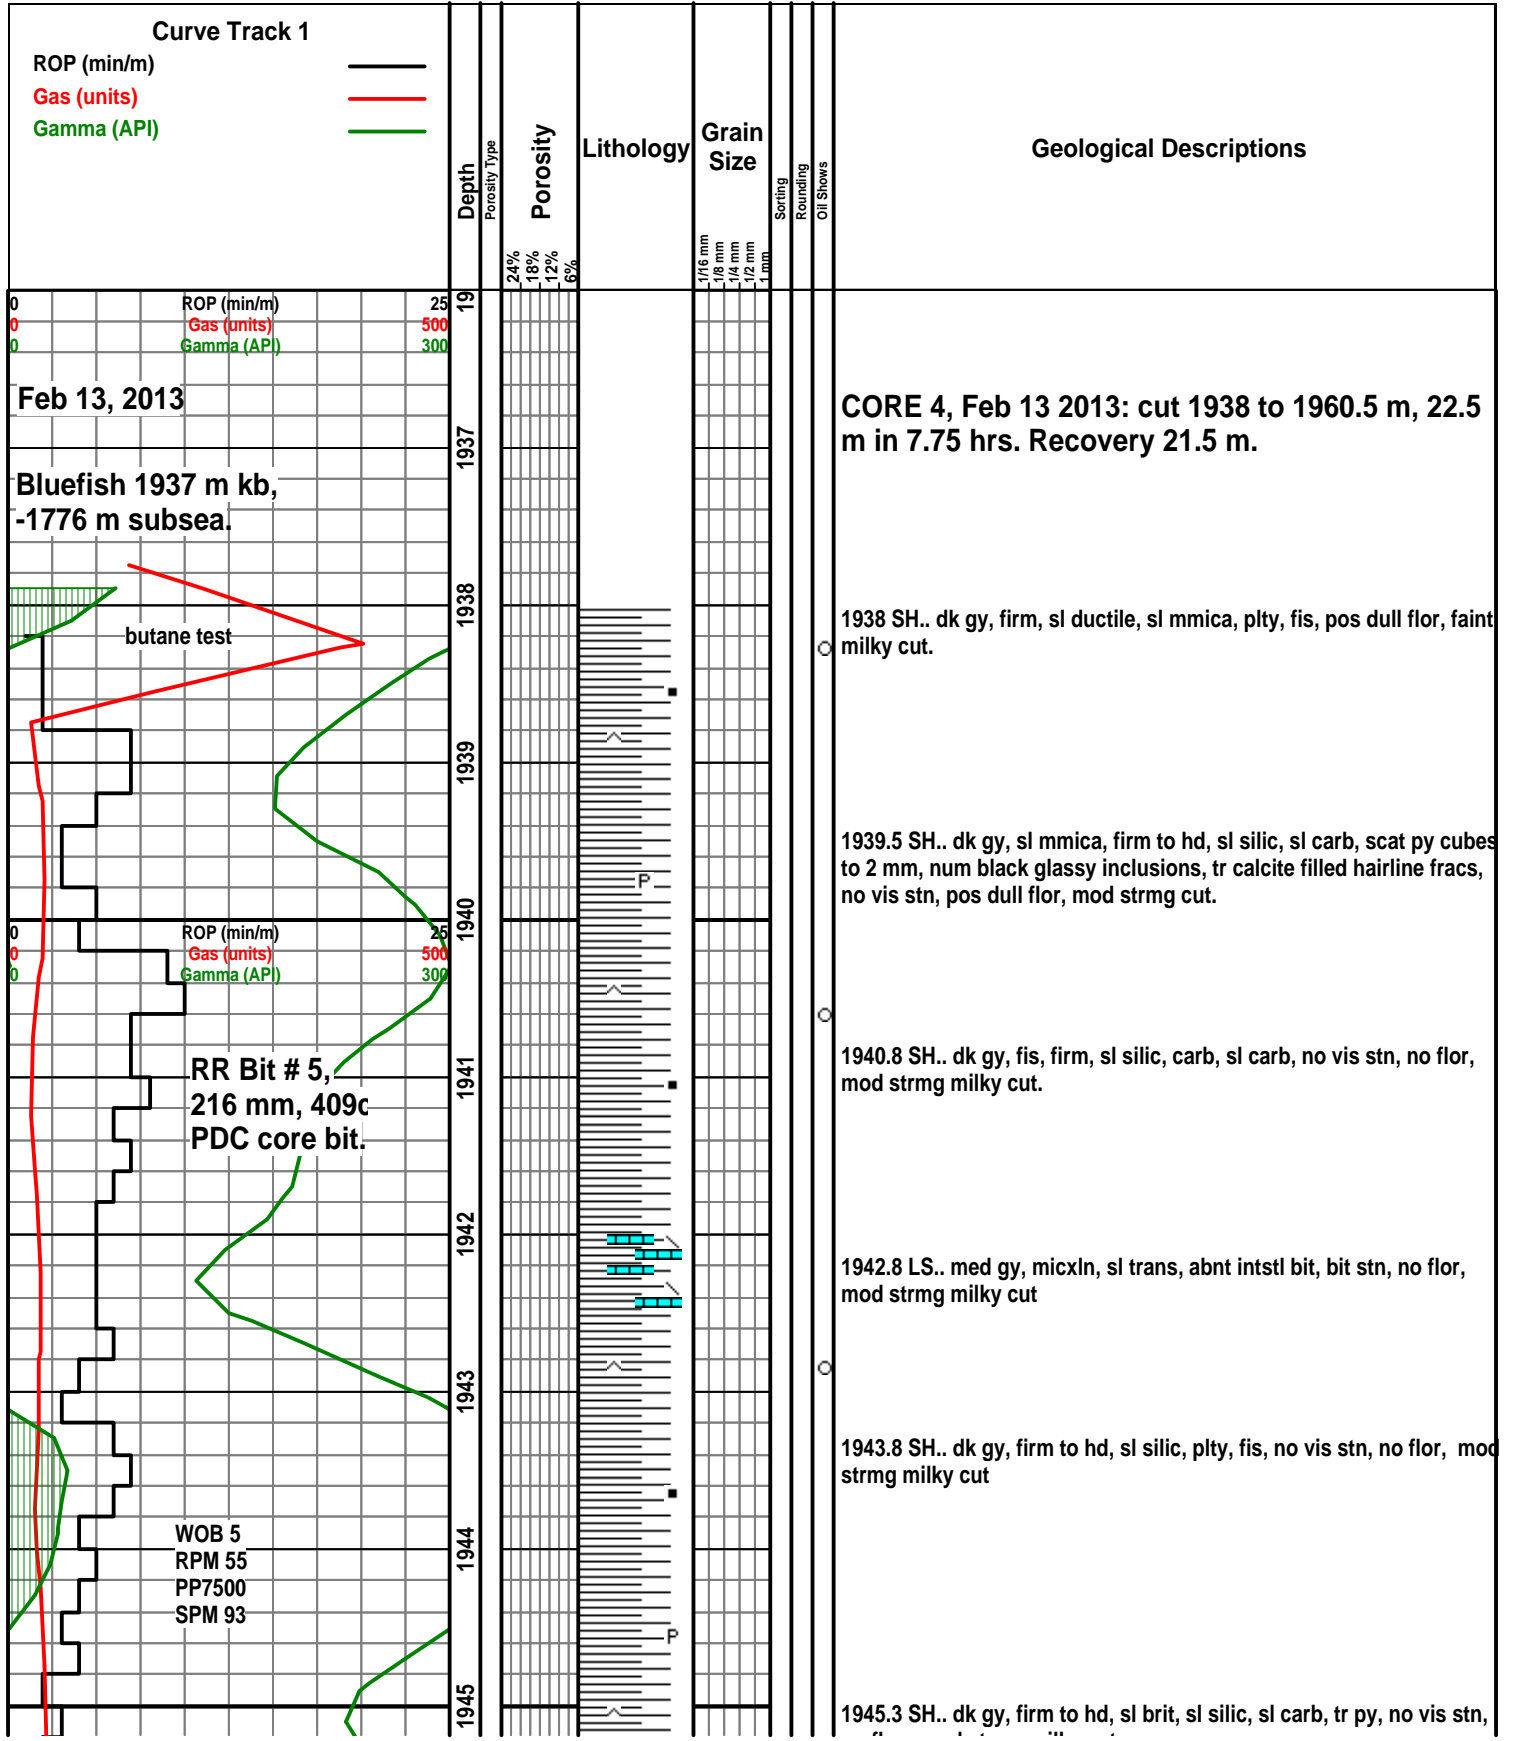 Curve Track 1
ROP (min/m)
Gas (units)
Gamma (API)
Depth
Porosity Type
Porosity
24%
18%
12%
6%
Lithology
Grain
Size
1/16 mm
1/8 mm
1/4 mm
1/2 mm
1 mm
Sorting
Rounding
Oil Shows
Geological Descriptions
0 ROP (min/m) 25
0 Gas (units) 500
0 Gamma (API) 300
19
Feb 13, 2013
CORE 4, Feb 13 2013: cut 1938 to 1960.5 m, 22.5
m in 7.75 hrs. Recovery 21.5 m.
1937
Bluefish 1937 m kb,
-1776 m subsea.
1938
butane test
1938 SH.. dk gy, firm, sl ductile, sl mmica, plty, fis, pos dull flor, faint
milky cut.
1939
1939.5 SH.. dk gy, sl mmica, firm to hd, sl silic, sl carb, scat py cubes
to 2 mm, num black glassy inclusions, tr calcite filled hairline fracs,
no vis stn, pos dull flor, mod strmg cut.
P
1940
0 ROP (min/m) 25
0 Gas (units) 500
0 Gamma (API) 300
RR Bit # 5,
216 mm, 409c
PDC core bit.
1941
1940.8 SH.. dk gy, fis, firm, sl silic, carb, sl carb, no vis stn, no flor,
mod strmg milky cut.
1942
1942.8 LS.. med gy, micxln, sl trans, abnt intstl bit, bit stn, no flor,
mod strmg milky cut
1943
1943.8 SH.. dk gy, firm to hd, sl silic, plty, fis, no vis stn, no flor,  mod
strmg milky cut
1944
WOB 5
RPM 55
PP7500
SPM 93
P
1945
1945.3 SH.. dk gy, firm to hd, sl brit, sl silic, sl carb, tr py, no vis stn,